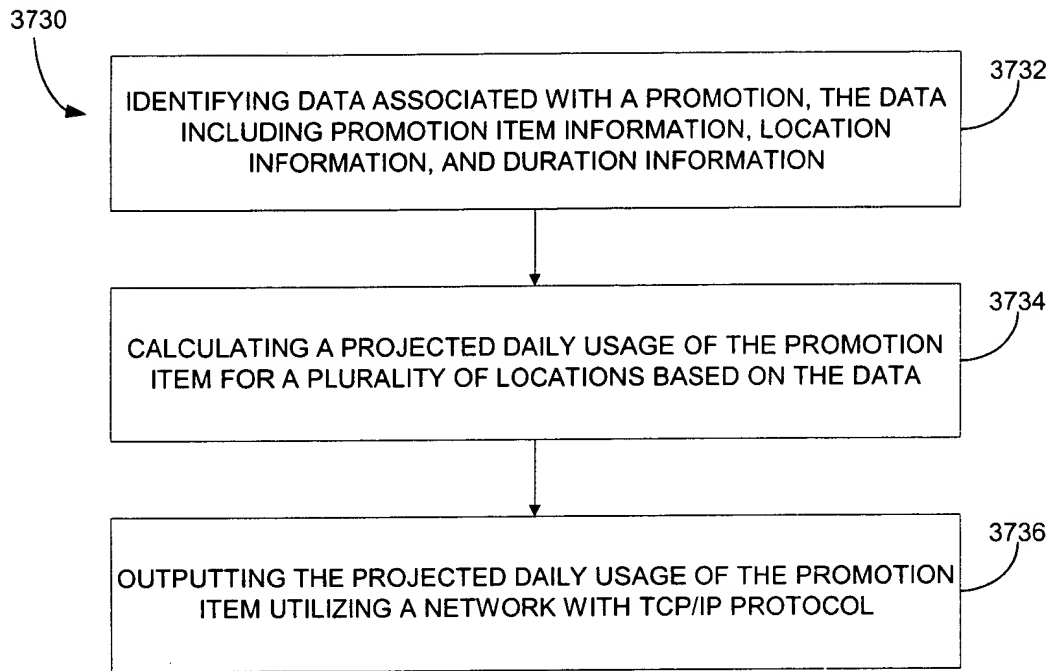 3730
3732
IDENTIFYING DATA ASSOCIATED WITH A PROMOTION, THE DATA
INCLUDING PROMOTION ITEM INFORMATION, LOCATION
INFORMATION, AND DURATION INFORMATION
3734
CALCULATING A PROJECTED DAILY USAGE OF THE PROMOTION
ITEM FOR A PLURALITY OF LOCATIONS BASED ON THE DATA
3736
OUTPUTTING THE PROJECTED DAILY USAGE OF THE PROMOTION
ITEM UTILIZING A NETWORK WITH TCP/IP PROTOCOL